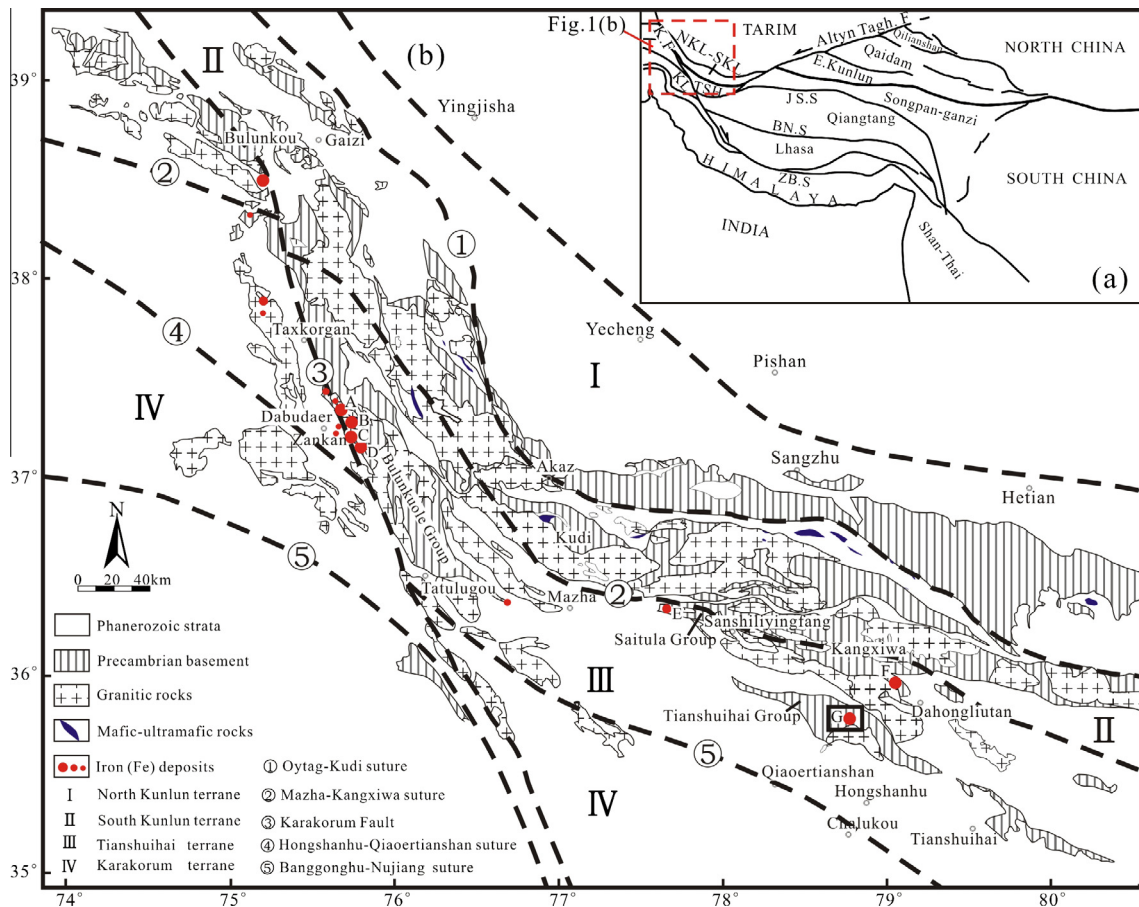 Fig.1(b)
TARIM
Altyn Tagh. F
Qilianshan
NORTH CHINA
NKL-SKL
K.F
Qaidam
E.Kunlun
KL-TSH
JS.S
Songpan-ganzi
Qiangtang
BN.S
Lhasa
SOUTH CHINA
ZB.S
HIMALAYA
INDIA
Shan-Thai
(a)
(b)
39°
38°
37°
36°
35°
II
Yingjisha
Bulunkou
Gaizi
②
①
④
Taxkorgan
Yecheng
Pishan
I
③
IV
A
Dabudaer
B
Zankan
C
D
Bulunkuole Group
Akaz
Sangzhu
Hetian
N
0 20 40km
⑤
Kudi
Tatulugou
Mazha
②
E
Saitula Group
Sanshiliyingfang
Kangxiwa
III
F
Tianshuihai Group
G
Dahongliutan
II
⑤
Qiaoertianshan
IV
Hongshanhu
Chalukou
Tianshuihai
Phanerozoic strata
Precambrian basement
Granitic rocks
Mafic-ultramafic rocks
Iron (Fe) deposits
I North Kunlun terrane
II South Kunlun terrane
III Tianshuihai terrane
IV Karakorum terrane
① Oytag-Kudi suture
② Mazha-Kangxiwa suture
③ Karakorum Fault
④ Hongshanhu-Qiaoertianshan suture
⑤ Banggonghu-Nujiang suture
74° 75° 76° 77° 78° 79° 80°